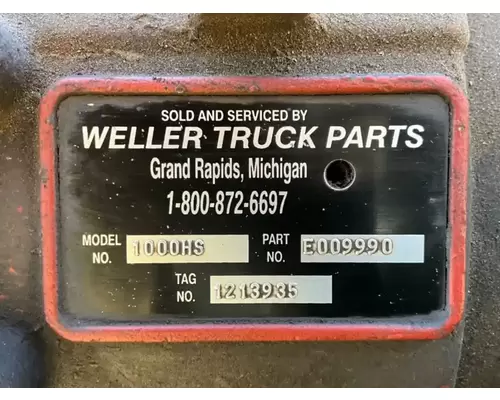 SOLD AND SERVICED BY
WELLER TRUCK PARTS
Grand Rapids, Michigan
1-800-872-6697
MODEL NO. 1000HS PART NO. E009990
TAG NO. 1213935